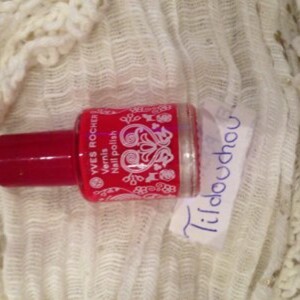 YVES ROCHER
Vernis
Nail polish
Tildouchou